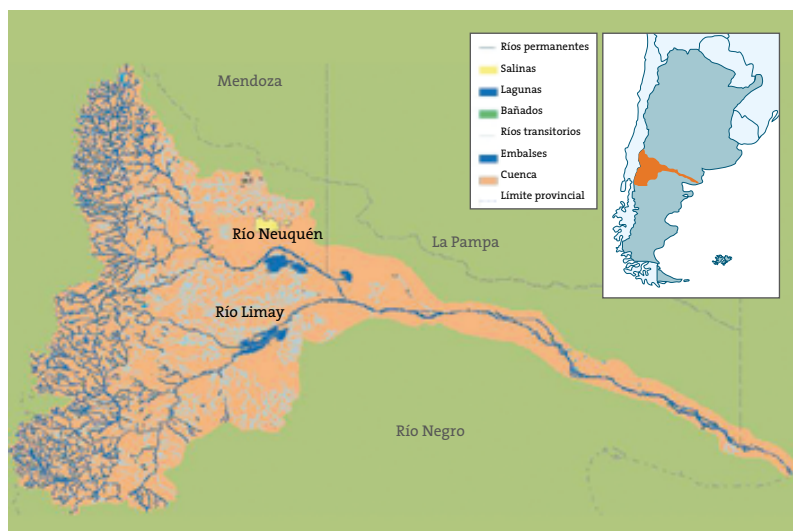 Mendoza
Ríos permanentes
Salinas
Lagunas
Bañados
Ríos transitorios
Embalses
Cuenca
Límite provincial
Río Neuquén
La Pampa
Río Limay
Río Negro